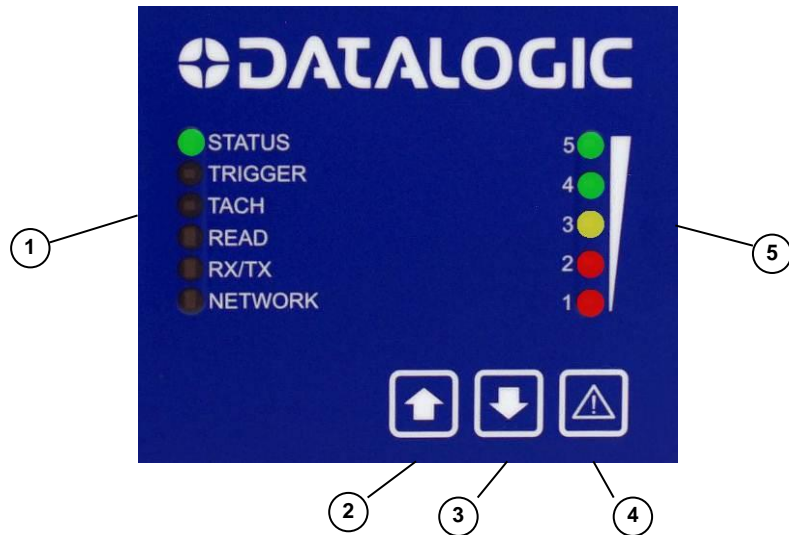 DATALOGIC
STATUS
TRIGGER
TACH
READ
RX/TX
NETWORK
5
4
3
2
1
1
5
2
3
4